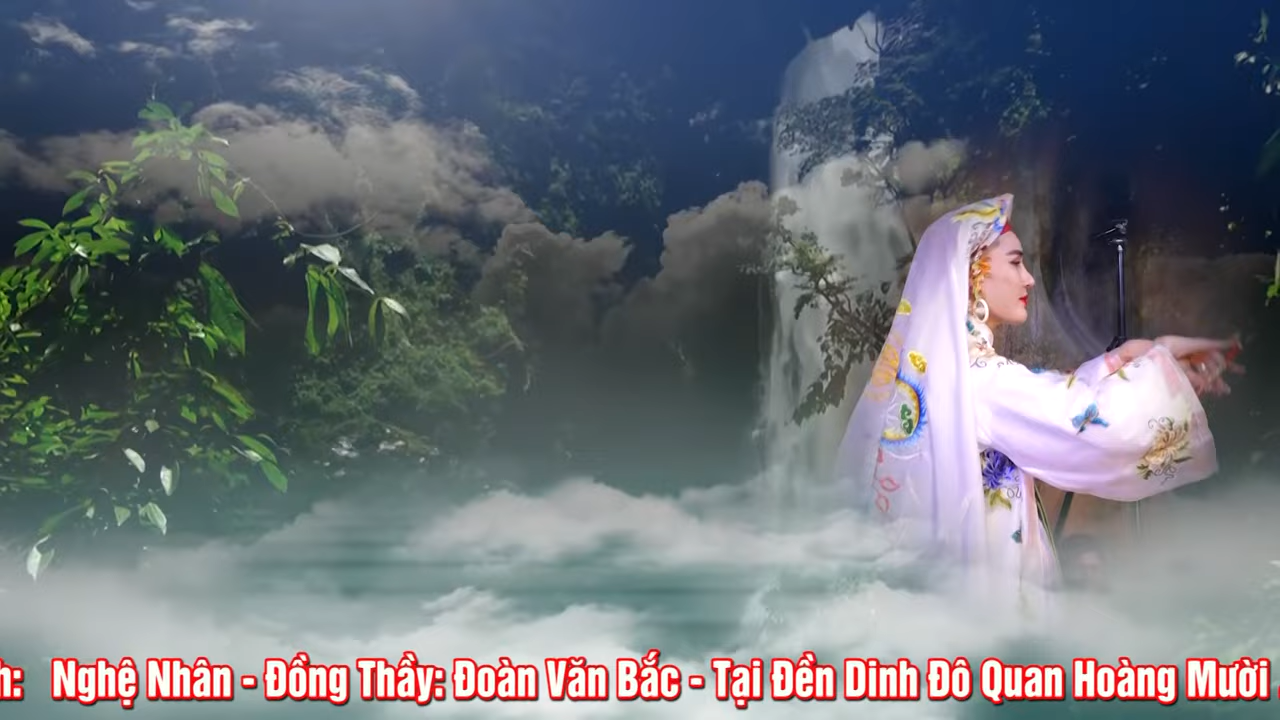 h: Nghệ Nhân - Đồng Thầy: Đoàn Văn Bắc - Tại Đền Dinh Đô Quan Hoàng Mười